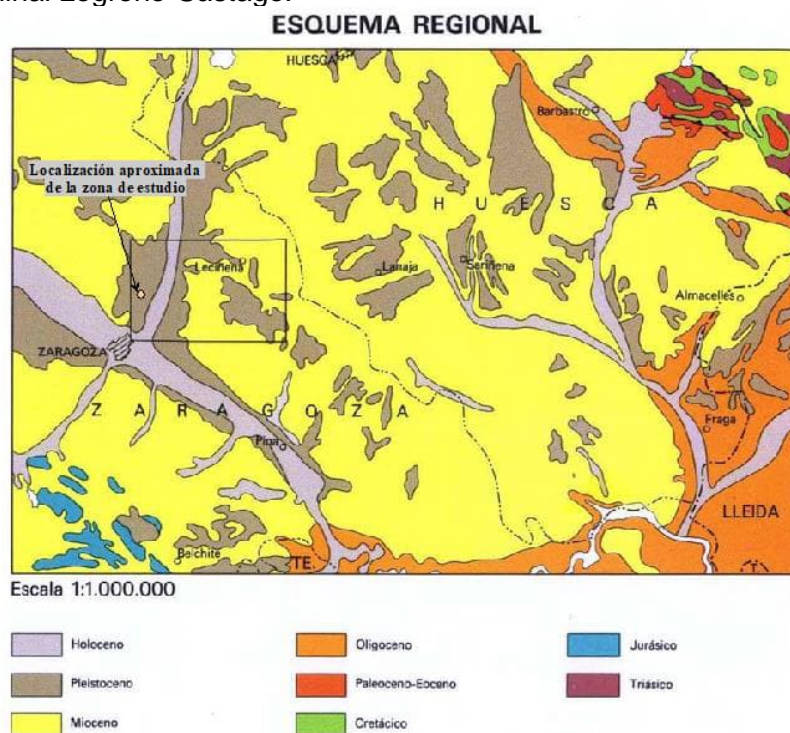 ESQUEMA REGIONAL
HUESCA
Barbastro
Localización aproximada
de la zona de estudio
H U E S C A
Leciñena
Lanaja
Sariñena
Almacelles
ZARAGOZA
Z A R A G O Z A
Fraga
Pina
LLEIDA
Belchite
TE.
T.
Escala 1:1.000.000
Holoceno
Oligoceno
Jurásico
Pleistoceno
Paleoceno-Eoceno
Triásico
Mioceno
Cretácico